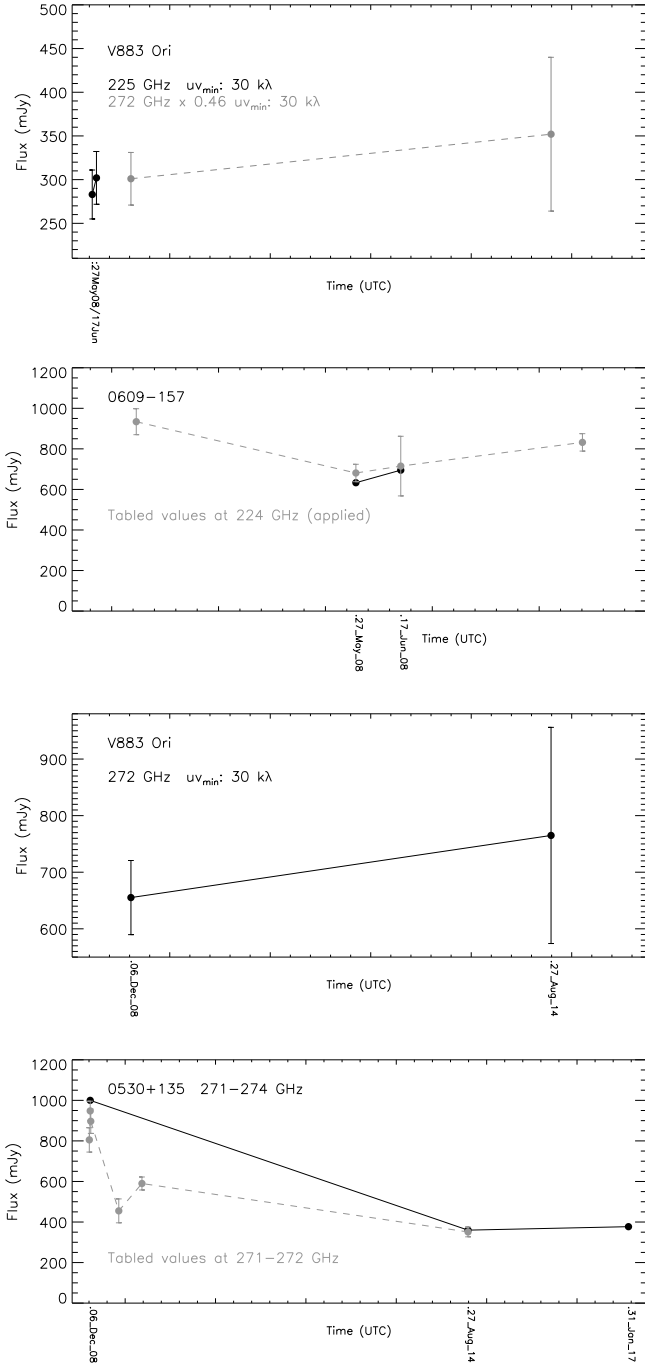 500
450
400
350
300
250
Flux (mJy)
V883 Ori
225 GHz uvmin: 30 kλ
272 GHz x 0.46 uvmin: 30 kλ
.27May08/17Jun
Time (UTC)
1200
1000
800
600
400
200
0
Flux (mJy)
0609−157
Tabled values at 224 GHz (applied)
.27_May_08
.17_Jun_08
Time (UTC)
900
800
700
600
Flux (mJy)
V883 Ori
272 GHz uvmin: 30 kλ
.06_Dec_08
Time (UTC)
.27_Aug_14
1200
1000
800
600
400
200
0
Flux (mJy)
0530+135 271−274 GHz
Tabled values at 271−272 GHz
.06_Dec_08
Time (UTC)
.27_Aug_14
.31_Jan_17